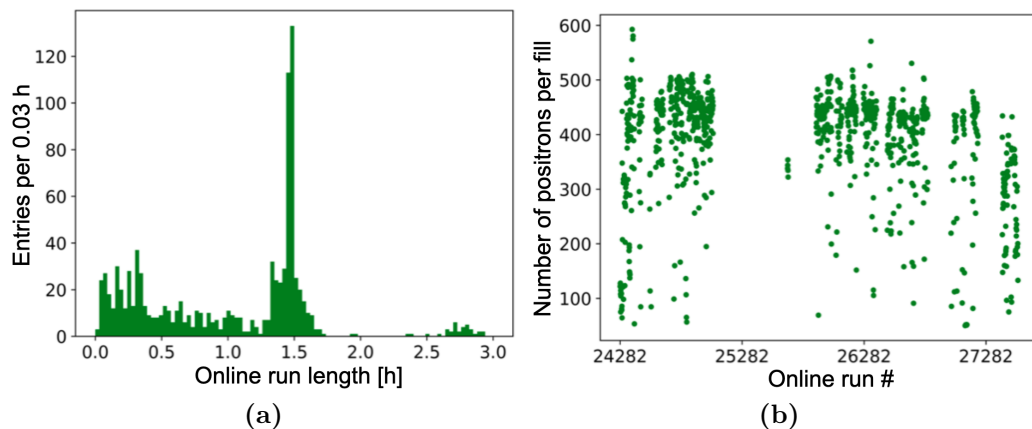 120
100
80
60
40
20
0
Entries per 0.03 h
0.0 0.5 1.0 1.5 2.0 2.5 3.0
Online run length [h]
(a)
600
500
400
300
200
100
Number of positrons per fill
24282 25282 26282 27282
Online run #
(b)